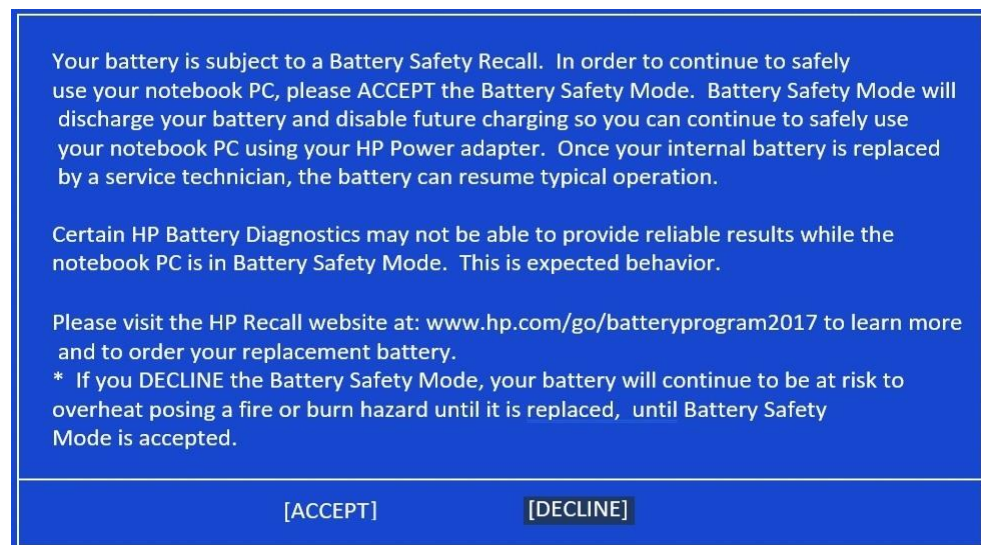 Your battery is subject to a Battery Safety Recall.  In order to continue to safely
use your notebook PC, please ACCEPT the Battery Safety Mode.  Battery Safety Mode will
discharge your battery and disable future charging so you can continue to safely use
your notebook PC using your HP Power adapter.  Once your internal battery is replaced
by a service technician, the battery can resume typical operation.
Certain HP Battery Diagnostics may not be able to provide reliable results while the
notebook PC is in Battery Safety Mode.  This is expected behavior.
Please visit the HP Recall website at: www.hp.com/go/batteryprogram2017 to learn more
and to order your replacement battery.
*  If you DECLINE the Battery Safety Mode, your battery will continue to be at risk to
overheat posing a fire or burn hazard until it is replaced,  until Battery Safety
Mode is accepted.
[ACCEPT] [DECLINE]